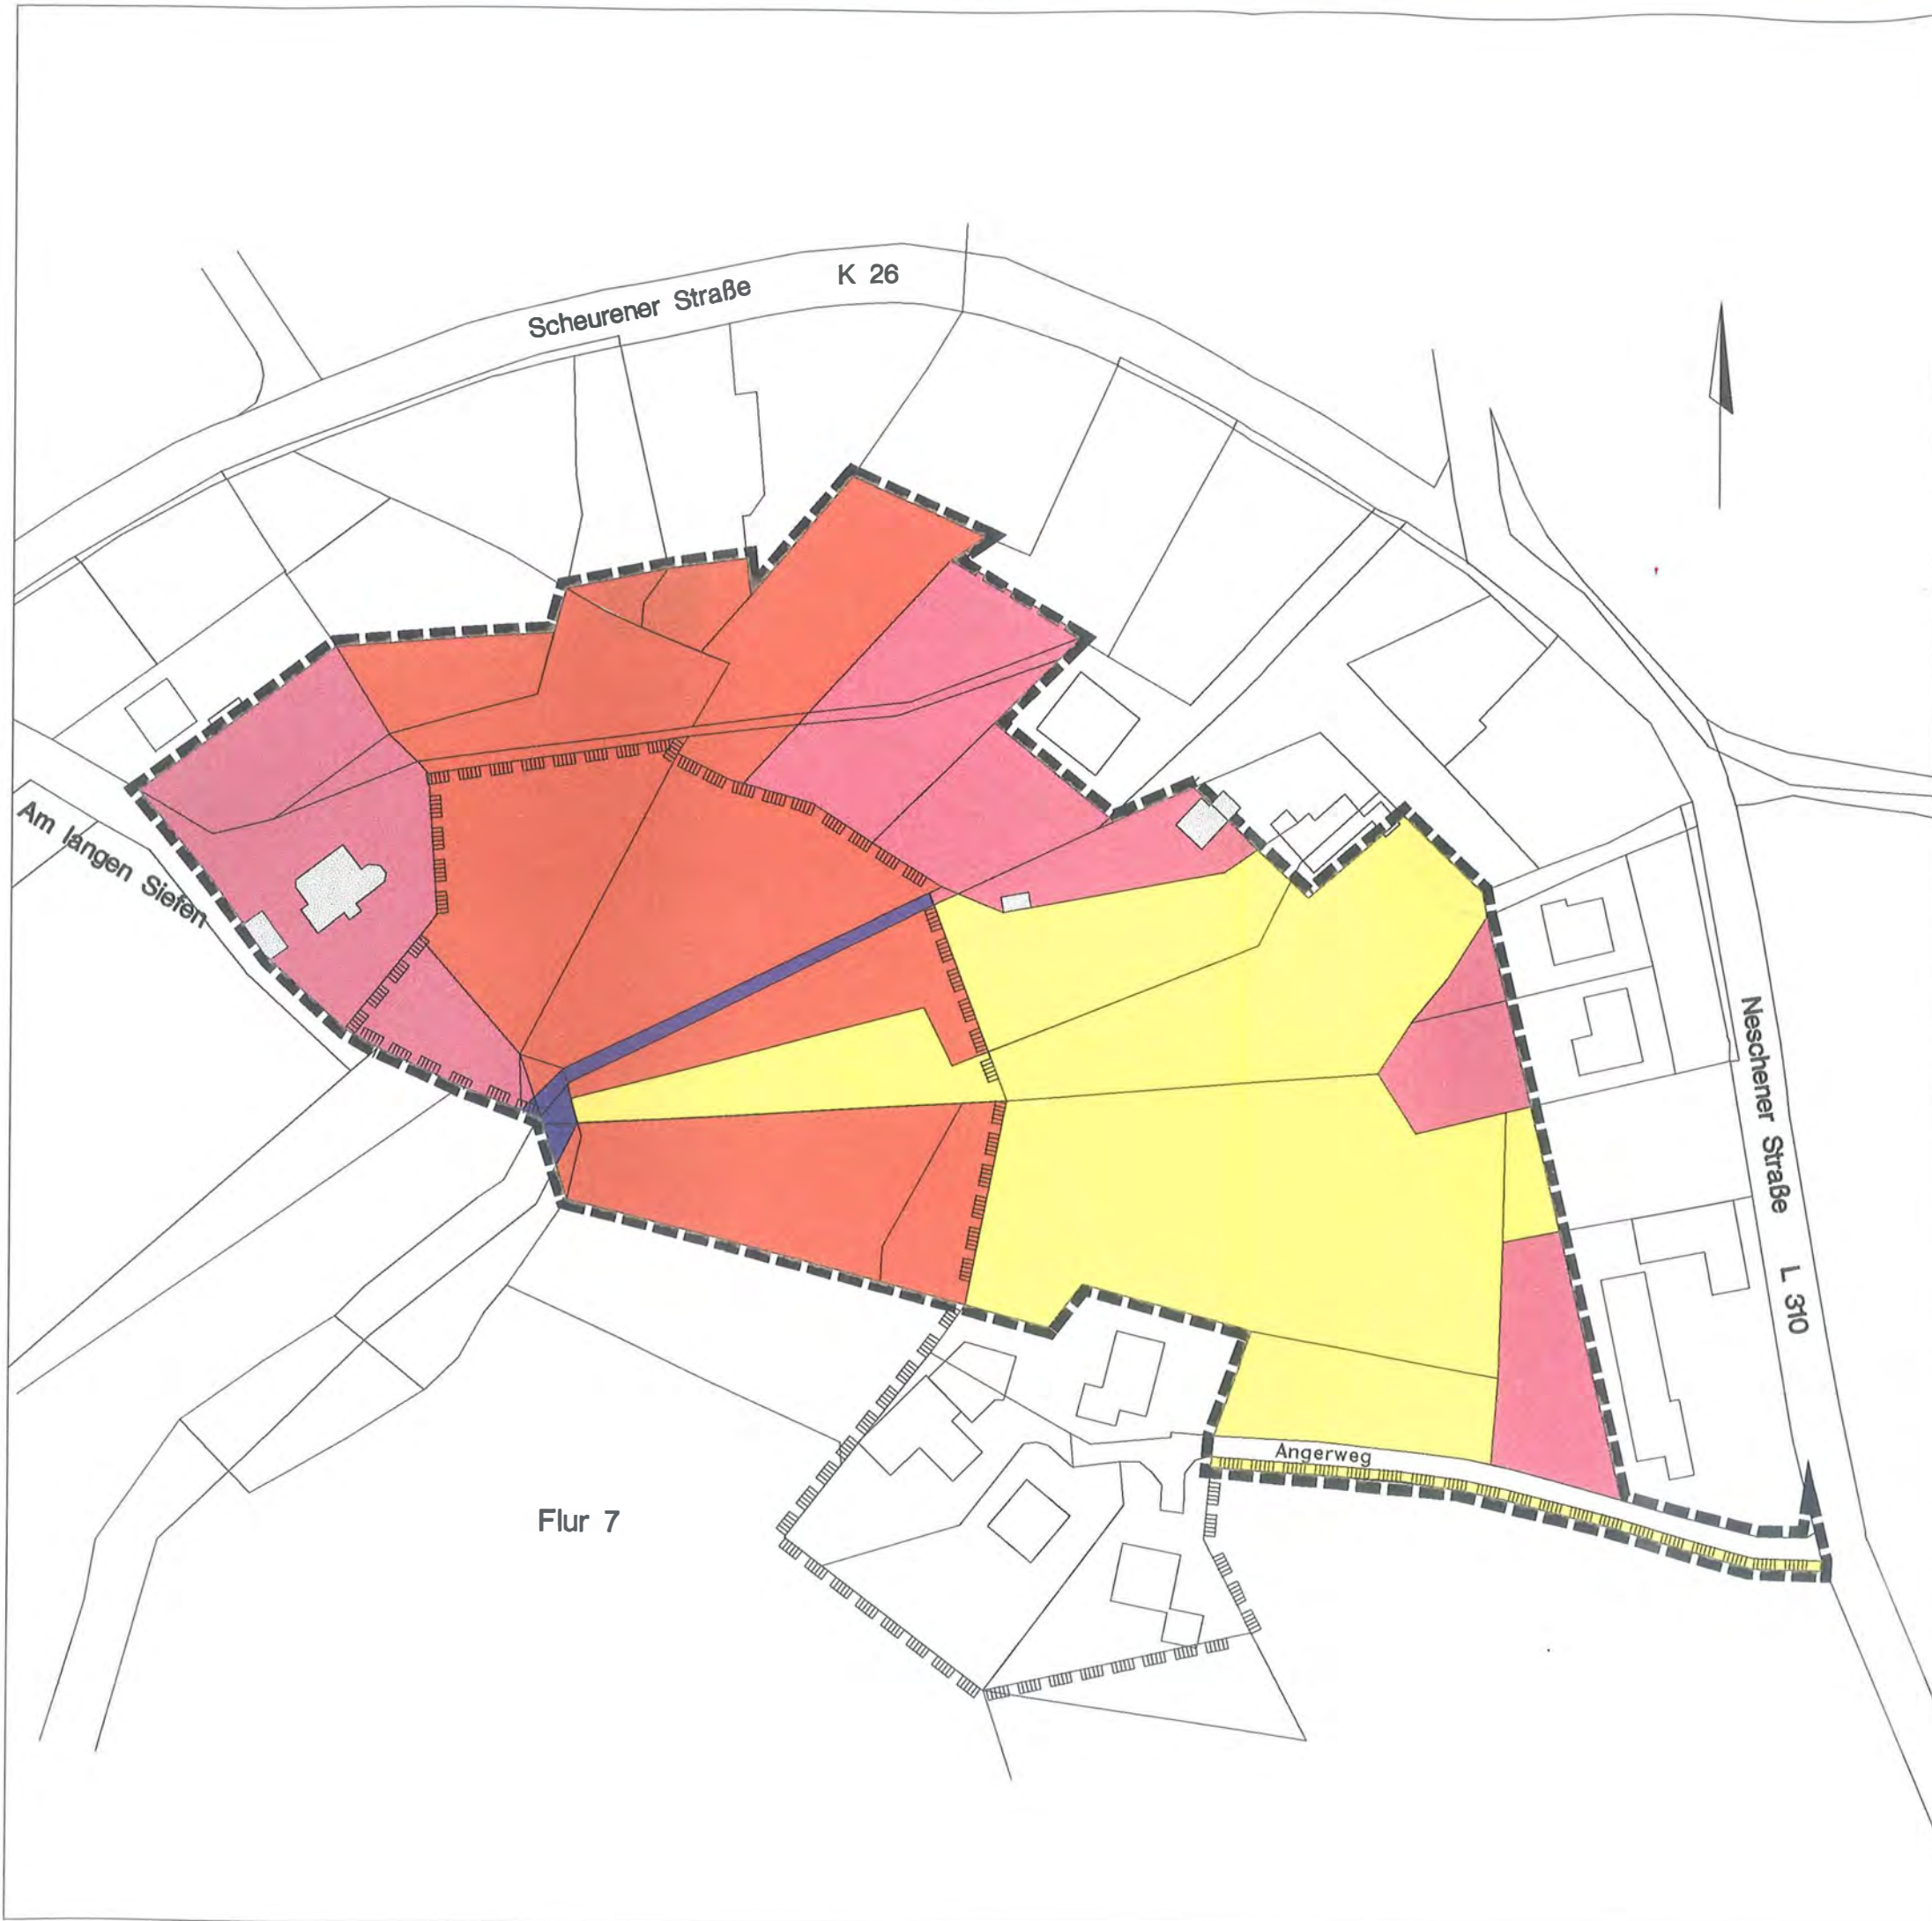 Scheurener Straße K 26
Am langen Siefen
Neschener Straße L 310
Angerweg
Flur 7